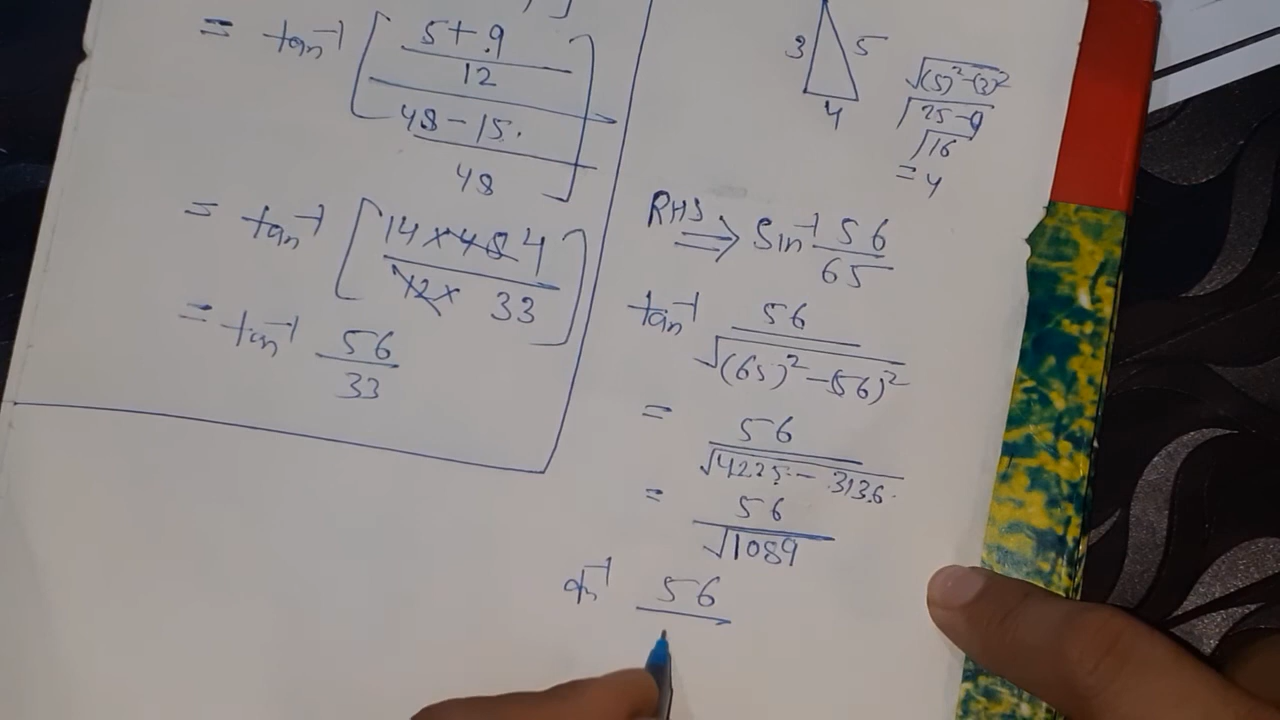 = tan⁻¹ [ 5+9
12
48 - 15
48 ]
= tan⁻¹ [ 14 × 48 4
12 × 33 ]
= tan⁻¹ 56
33
3 5
4
√(5)² - (3)²
√25 - 9
√16
= 4
RHS ⇒ Sin⁻¹ 56
65
tan⁻¹ 56
√(65)² - (56)²
= 56
√4225 - 3136
= 56
√1089
56